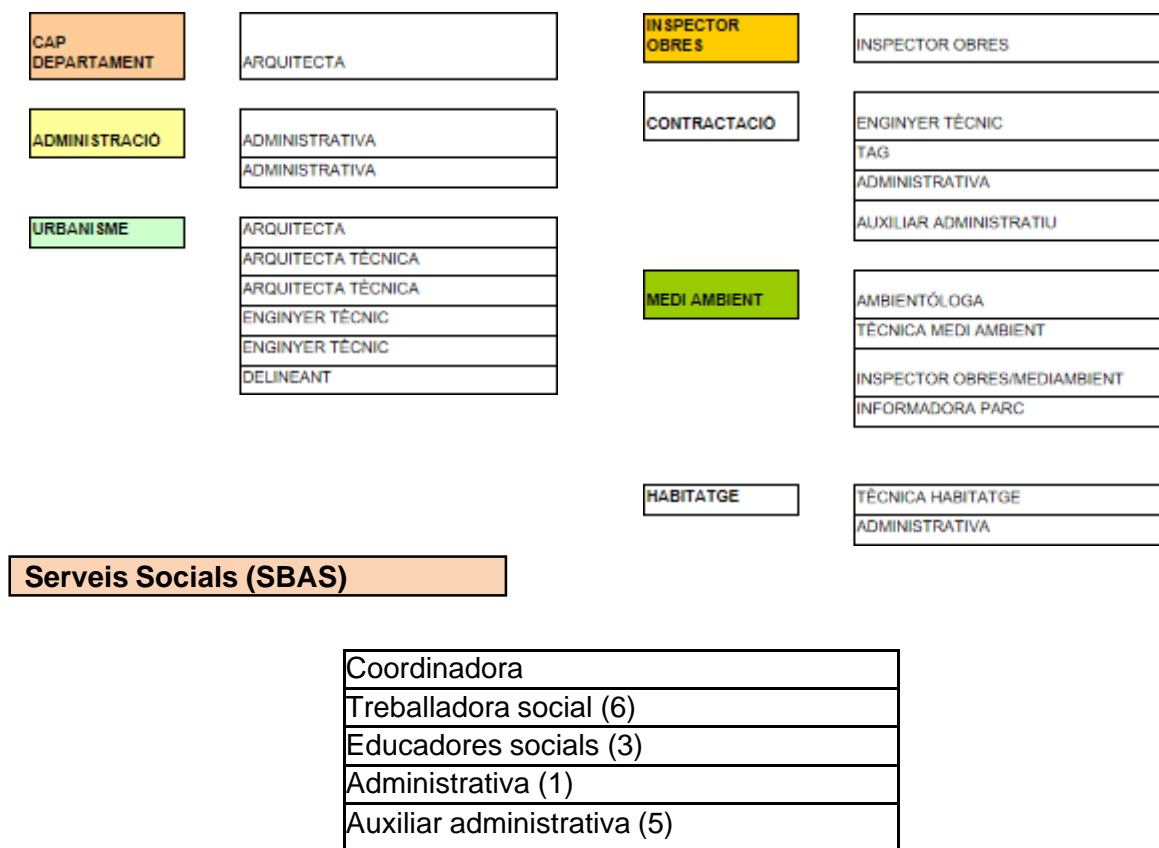 CAP
DEPARTAMENT
ARQUITECTA
ADMINISTRACIÓ
ADMINISTRATIVA
ADMINISTRATIVA
URBANISME
ARQUITECTA
ARQUITECTA TÈCNICA
ARQUITECTA TÈCNICA
ENGINYER TÈCNIC
ENGINYER TÈCNIC
DELINEANT
INSPECTOR
OBRES
INSPECTOR OBRES
CONTRACTACIÓ
ENGINYER TÈCNIC
TAG
ADMINISTRATIVA
AUXILIAR ADMINISTRATIU
MEDI AMBIENT
AMBIENTÓLOGA
TÈCNICA MEDI AMBIENT
INSPECTOR OBRES/MEDIAMBIENT
INFORMADORA PARC
HABITATGE
TÈCNICA HABITATGE
ADMINISTRATIVA
Serveis Socials (SBAS)
Coordinadora
Treballadora social (6)
Educadores socials (3)
Administrativa (1)
Auxiliar administrativa (5)